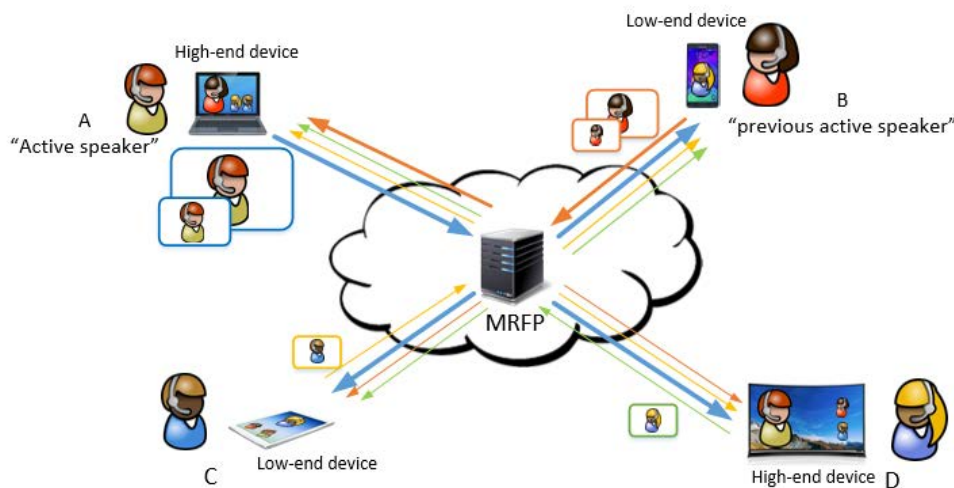 Low-end device
High-end device
A
"Active speaker"
B
"previous active speaker"
MRFP
C
Low-end device
High-end device
D